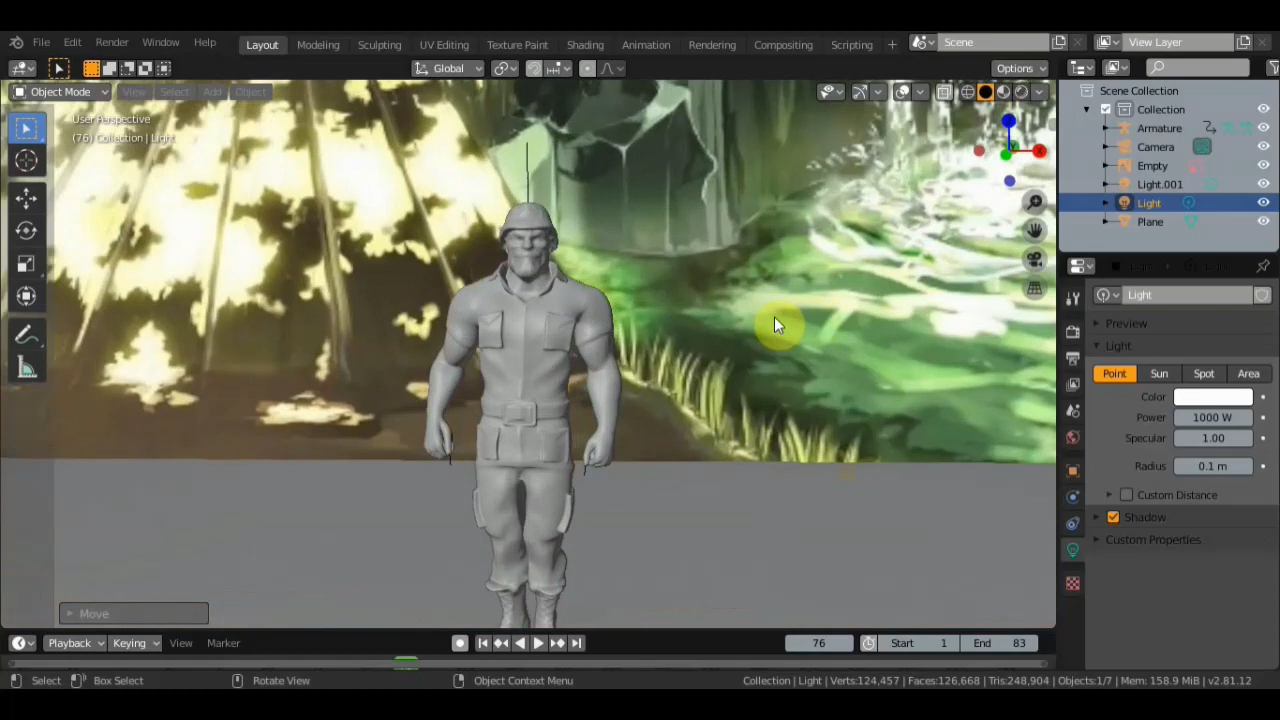 File Edit Render Window Help Layout Modeling Sculpting UV Editing Texture Paint Shading Animation Rendering Compositing Scripting + Scene View Layer
Global Options
Object Mode View Select Add Object
User Perspective
(76) Collection | Light
X
Scene Collection
Collection
Armature
Camera
Empty
Light.001
Light
Plane
Light
Preview
Light
Point Sun Spot Area
Color
Power 1000 W
Specular 1.00
Radius 0.1 m
Custom Distance
Shadow
Custom Properties
Move
Playback Keying View Marker 76 Start 1 End 83
Select Box Select Rotate View Object Context Menu Collection | Light | Verts:124,457 | Faces:126,668 | Tris:248,904 | Objects:1/7 | Mem: 158.9 MiB | v2.81.12